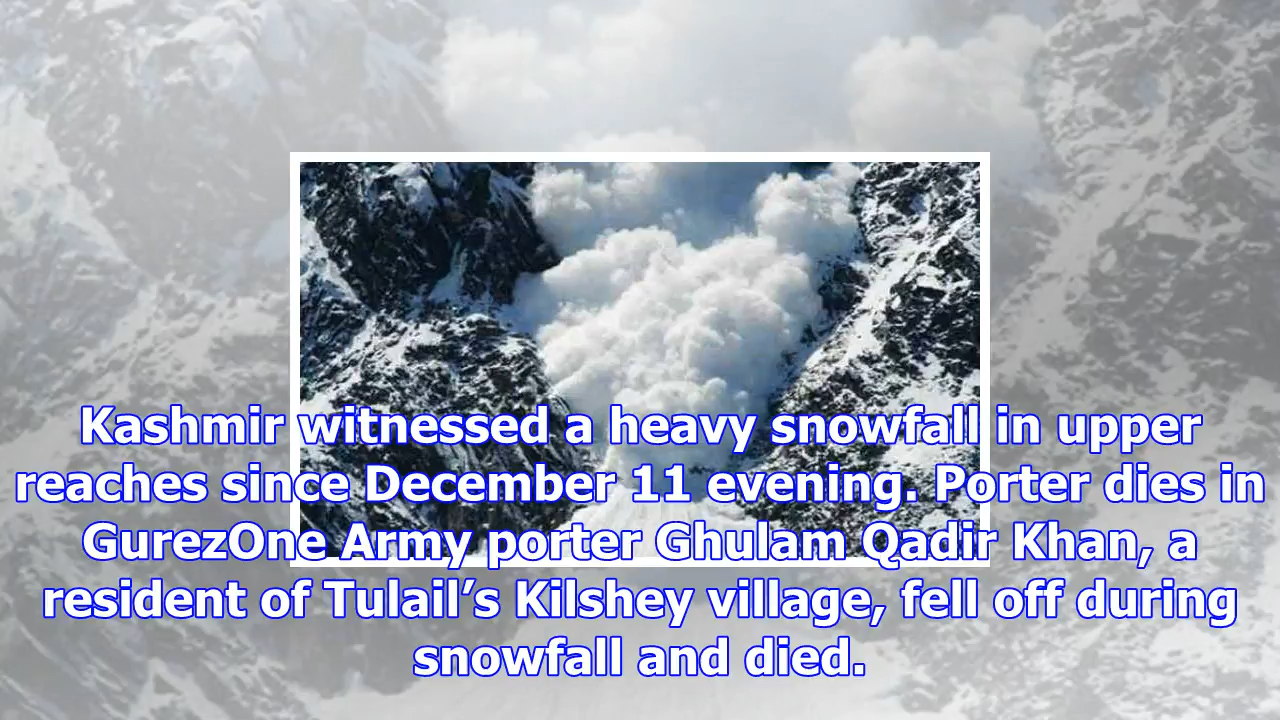 Kashmir witnessed a heavy snowfall in upper
reaches since December 11 evening. Porter dies in
GurezOne Army porter Ghulam Qadir Khan, a
resident of Tulail’s Kilshey village, fell off during
snowfall and died.